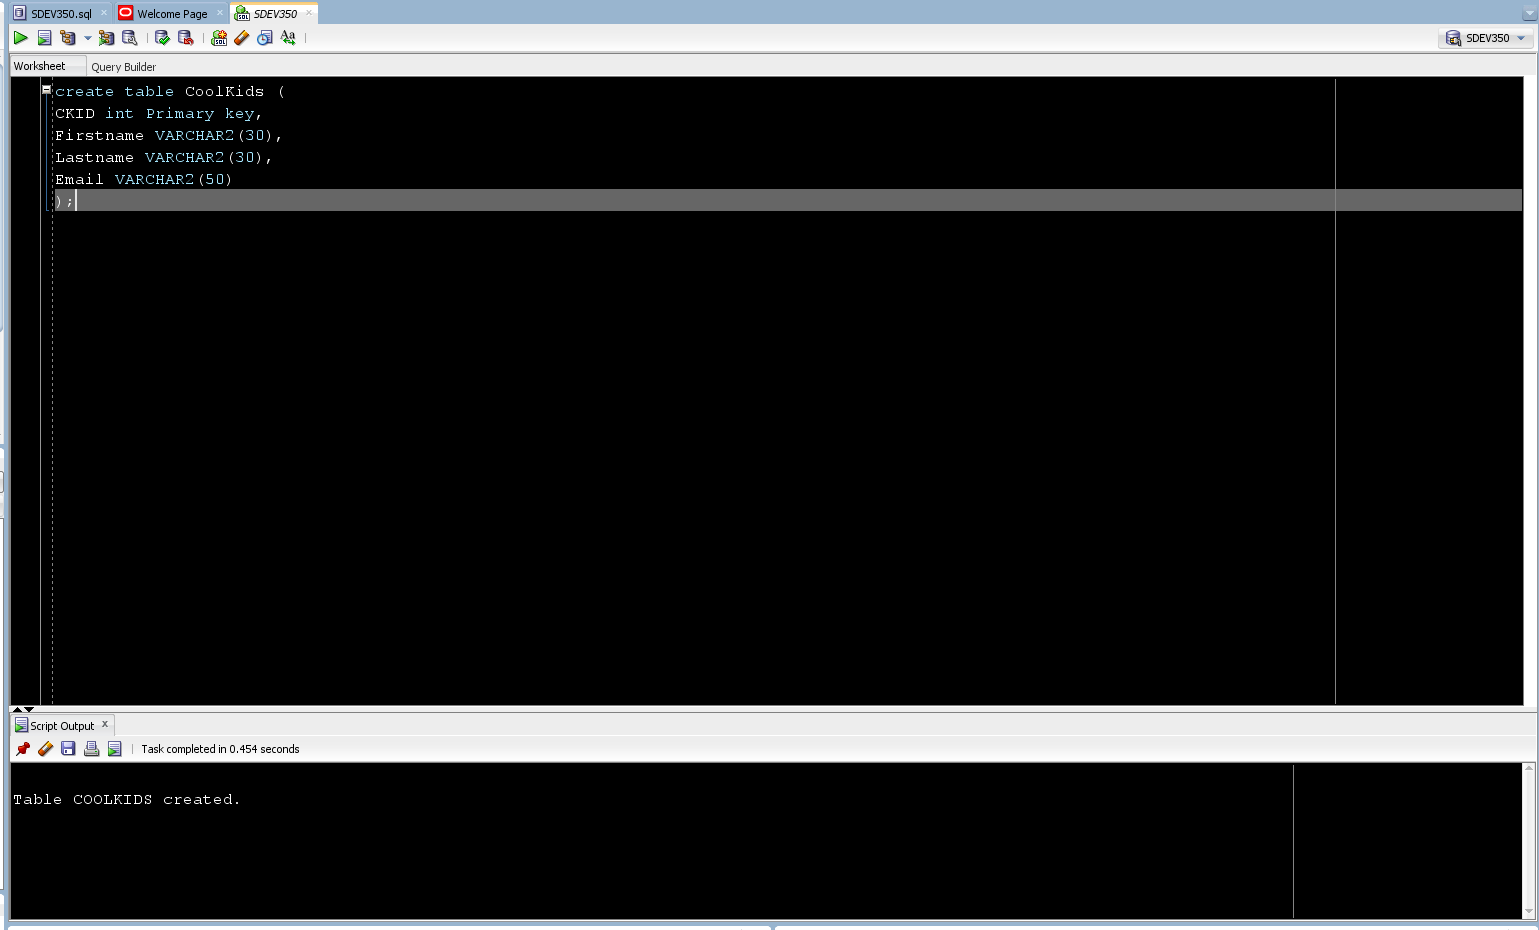 SDEV350.sql
Welcome Page
SDEV350
SDEV350
Worksheet
Query Builder
create table CoolKids (
CKID int Primary key,
Firstname VARCHAR2(30),
Lastname VARCHAR2(30),
Email VARCHAR2(50)
);
Script Output x
Task completed in 0.454 seconds
Table COOLKIDS created.